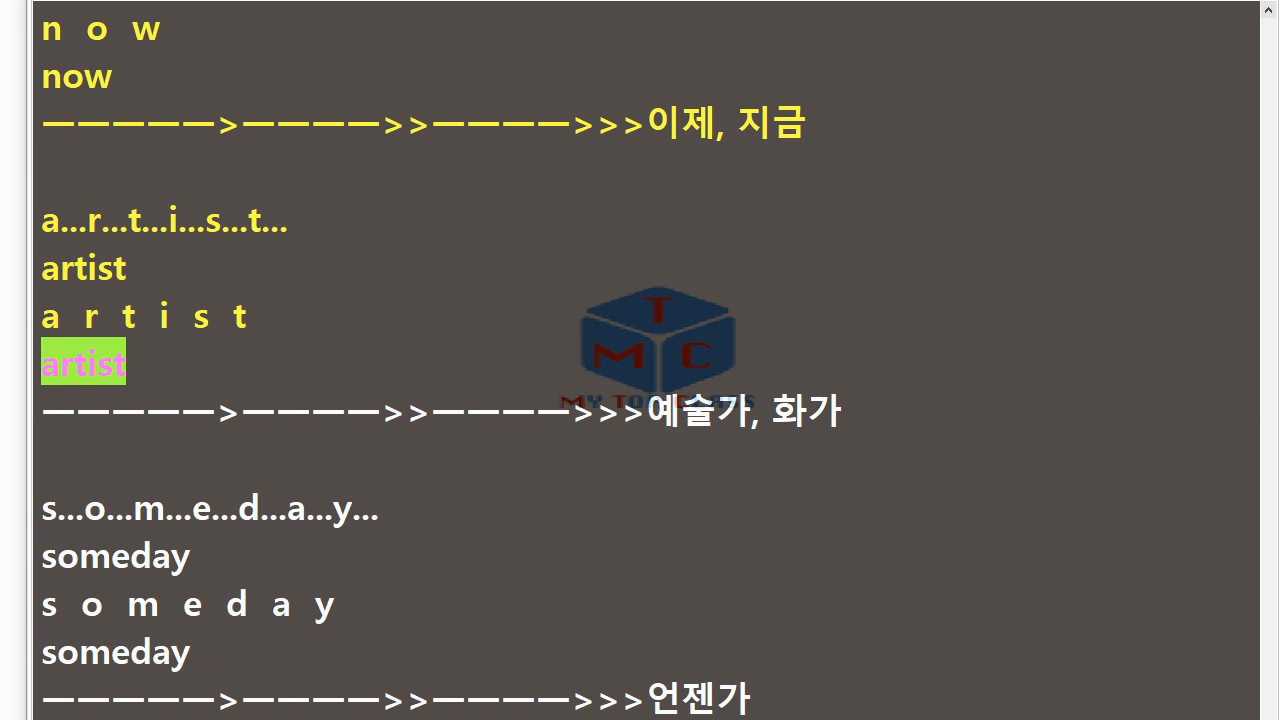 n o w
now
—————>————>>————>>>이제, 지금
a...r...t...i...s...t...
artist
a r t i s t
artist
—————>————>>————>>>예술가, 화가
s...o...m...e...d...a...y...
someday
s o m e d a y
someday
—————>————>>————>>>언젠가
T
M C